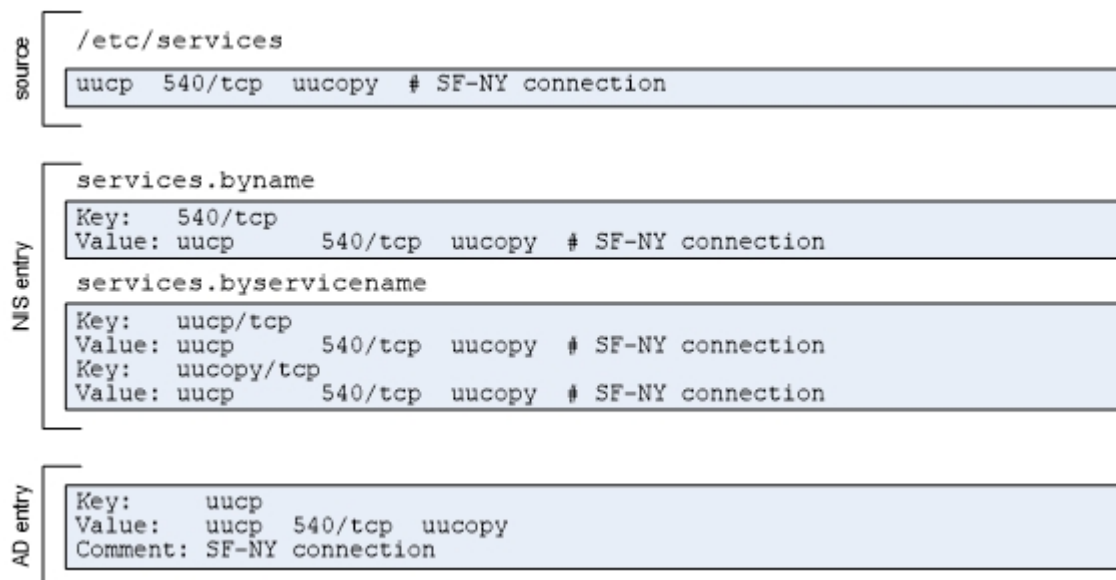 source
/etc/services
uucp  540/tcp  uucopy  # SF-NY connection
NIS entry
services.byname
Key:   540/tcp
Value: uucp      540/tcp  uucopy  # SF-NY connection
services.byservicename
Key:   uucp/tcp
Value: uucp      540/tcp  uucopy  # SF-NY connection
Key:   uucopy/tcp
Value: uucp      540/tcp  uucopy  # SF-NY connection
AD entry
Key:     uucp
Value:   uucp  540/tcp  uucopy
Comment: SF-NY connection